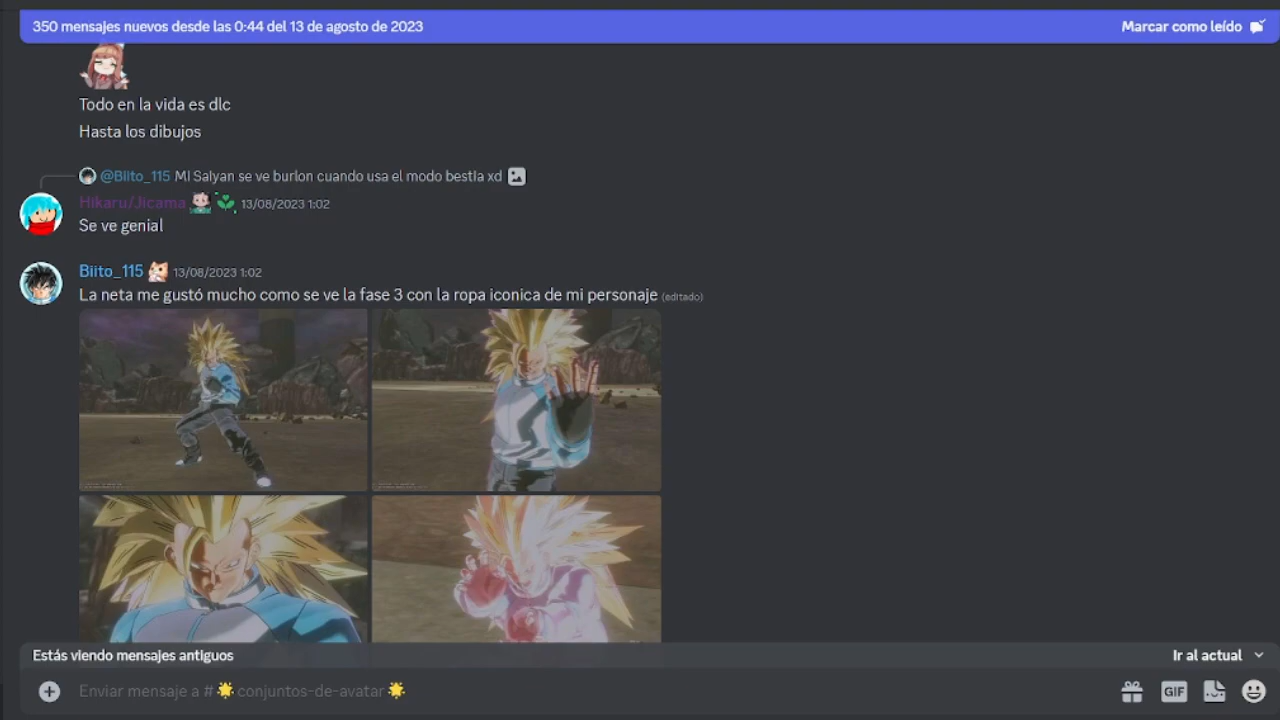 350 mensajes nuevos desde las 0:44 del 13 de agosto de 2023
Marcar como leído
Todo en la vida es dlc
Hasta los dibujos
@Biito_115 Mi Saiyan se ve burlon cuando usa el modo bestia xd
Hikaru/Jicama 13/08/2023 1:02
Se ve genial
Biito_115 13/08/2023 1:02
La neta me gustó mucho como se ve la fase 3 con la ropa iconica de mi personaje (editado)
Estás viendo mensajes antiguos
Ir al actual
Enviar mensaje a #🌟conjuntos-de-avatar🌟
GIF